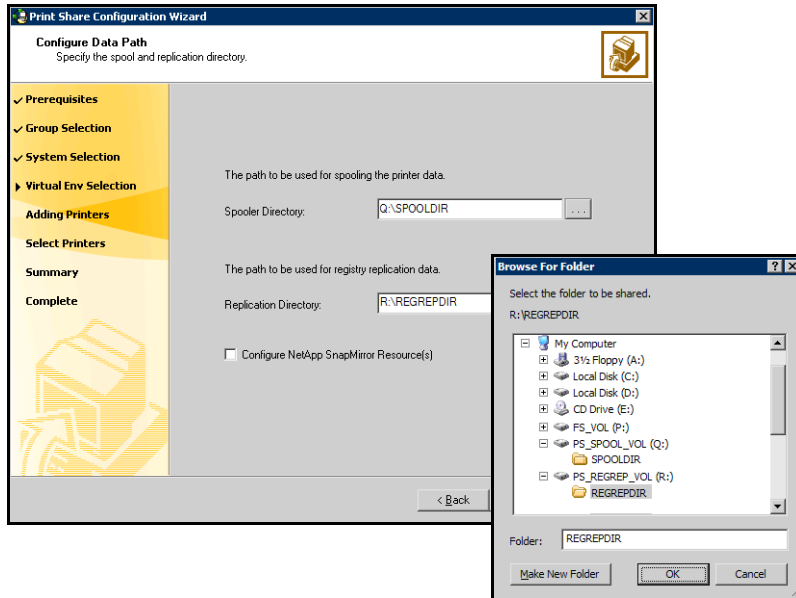 Print Share Configuration Wizard
Configure Data Path
Specify the spool and replication directory.
Prerequisites
Group Selection
System Selection
Virtual Env Selection
Adding Printers
Select Printers
Summary
Complete
The path to be used for spooling the printer data.
Spooler Directory: Q:\SPOOLDIR ...
The path to be used for registry replication data.
Replication Directory: R:\REGREPDIR
Configure NetApp SnapMirror Resource(s)
< Back
Browse For Folder
Select the folder to be shared.
R:\REGREPDIR
My Computer
3½ Floppy (A:)
Local Disk (C:)
Local Disk (D:)
CD Drive (E:)
FS_VOL (P:)
PS_SPOOL_VOL (Q:)
SPOOLDIR
PS_REGREP_VOL (R:)
REGREPDIR
Folder: REGREPDIR
Make New Folder OK Cancel